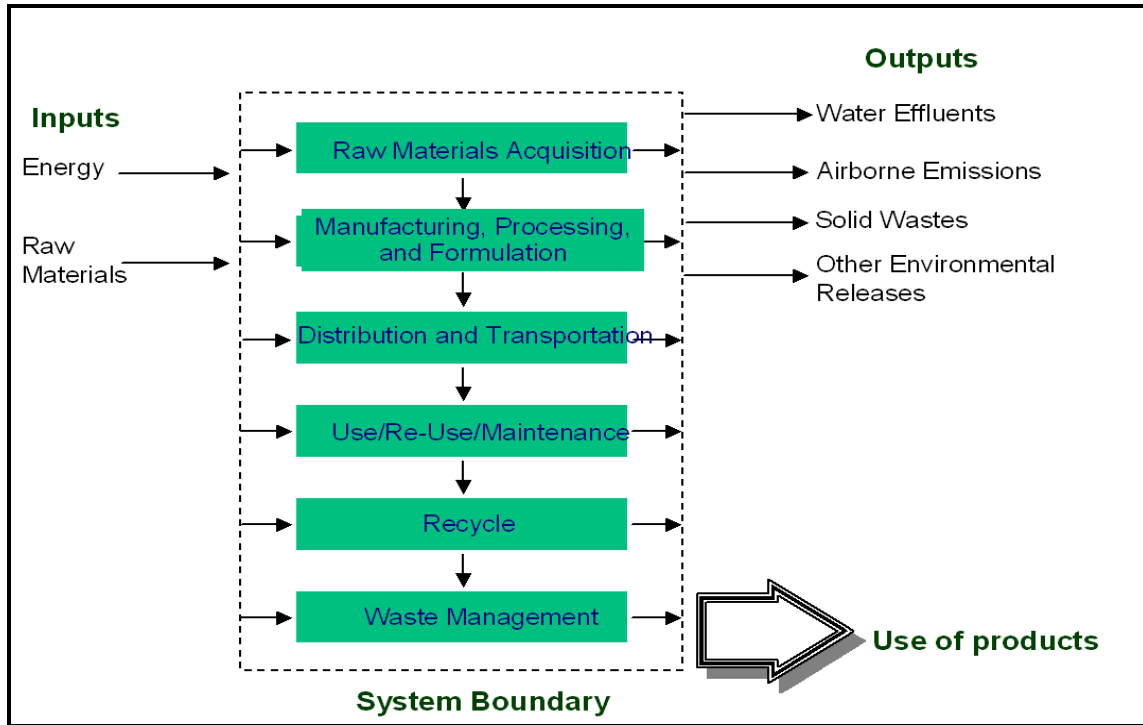 Outputs
Inputs
Water Effluents
Energy
Raw Materials Acquisition
Airborne Emissions
Raw
Materials
Manufacturing, Processing,
and Formulation
Solid Wastes
Other Environmental
Releases
Distribution and Transportation
Use/Re-Use/Maintenance
Recycle
Waste Management
Use of products
System Boundary